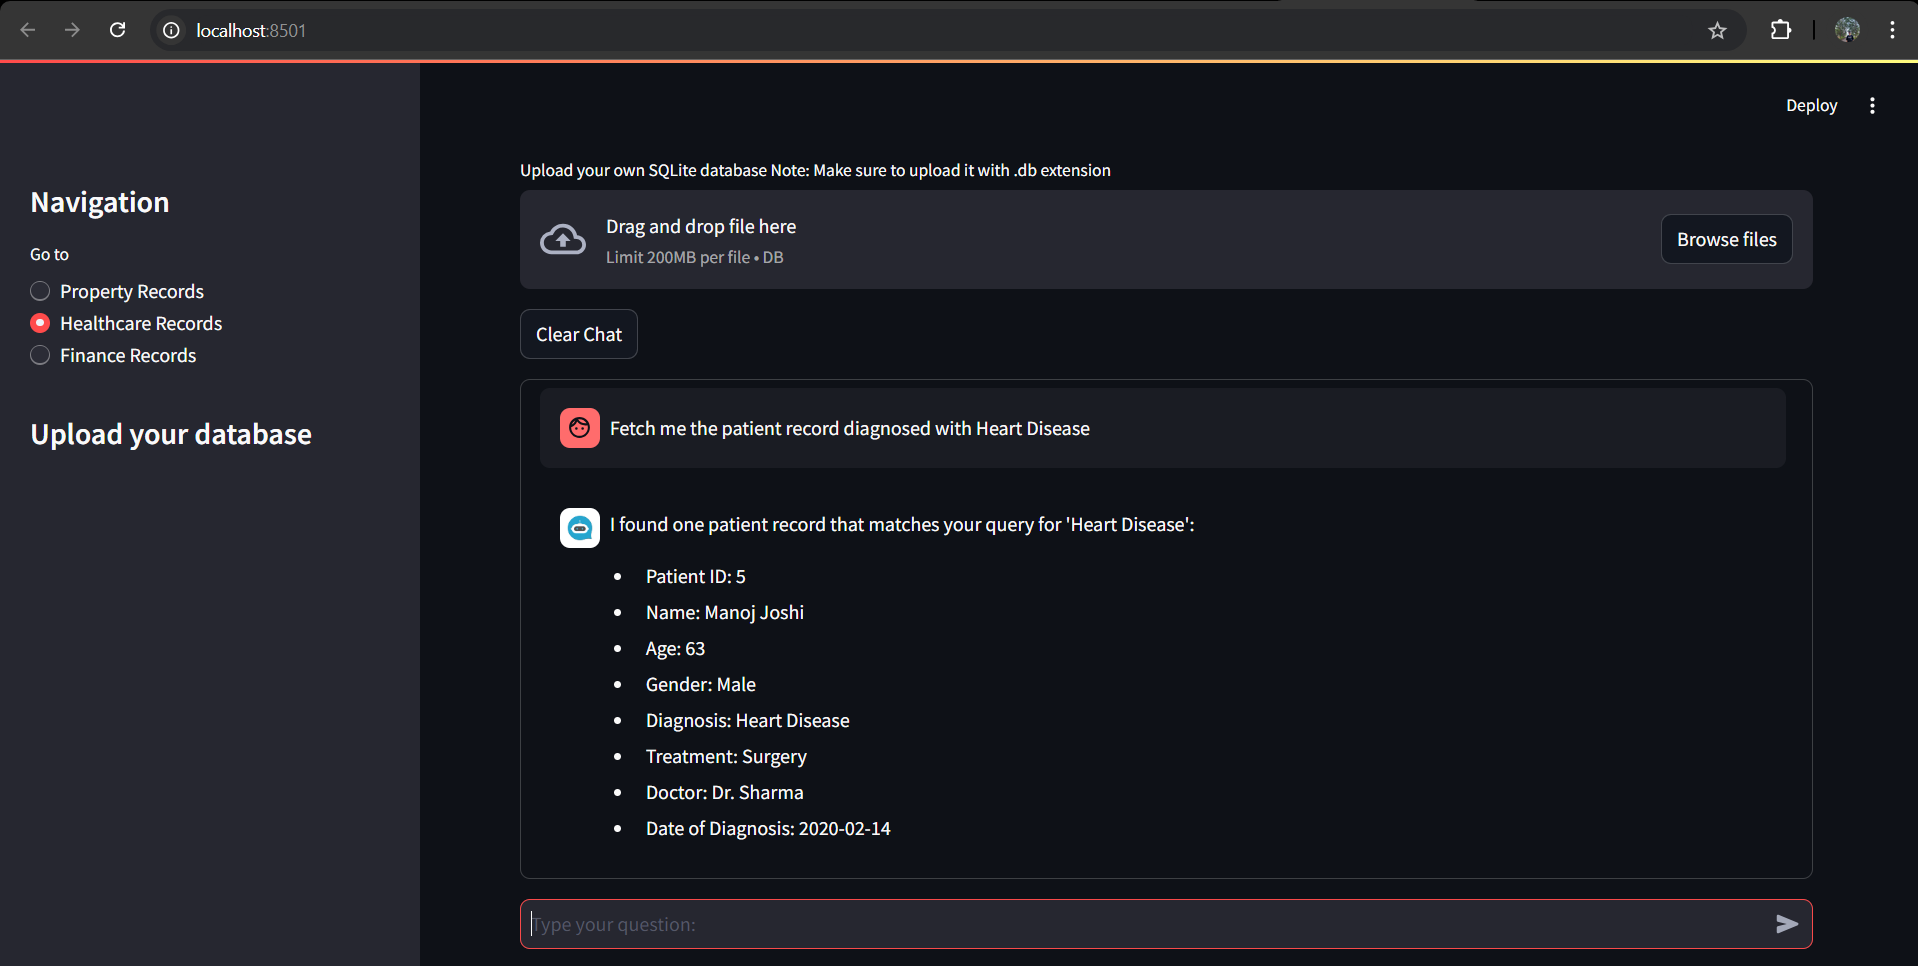 localhost:8501
Deploy
Navigation
Go to
Property Records
Healthcare Records
Finance Records
Upload your database
Upload your own SQLite database Note: Make sure to upload it with .db extension
Drag and drop file here
Limit 200MB per file • DB
Browse files
Clear Chat
Fetch me the patient record diagnosed with Heart Disease
I found one patient record that matches your query for 'Heart Disease':
• Patient ID: 5
• Name: Manoj Joshi
• Age: 63
• Gender: Male
• Diagnosis: Heart Disease
• Treatment: Surgery
• Doctor: Dr. Sharma
• Date of Diagnosis: 2020-02-14
Type your question: